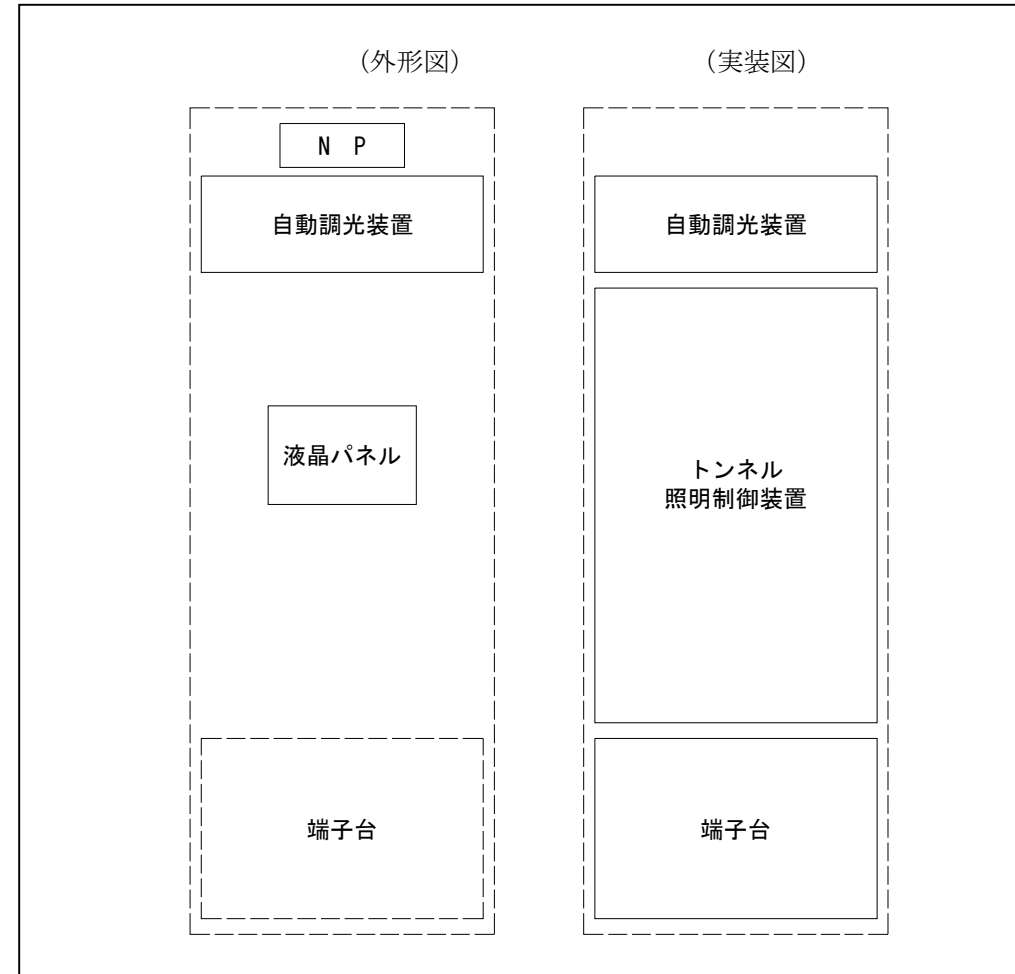 (外形図)
N P
自動調光装置
液晶パネル
端子台
(実装図)
自動調光装置
トンネル
照明制御装置
端子台